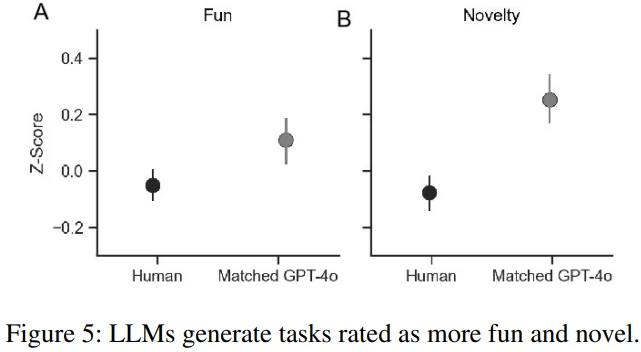 A
Fun
B
Novelty
Z-Score
0.4
0.2
0.0
−0.2
Human
Matched GPT-4o
Human
Matched GPT-4o
Figure 5: LLMs generate tasks rated as more fun and novel.